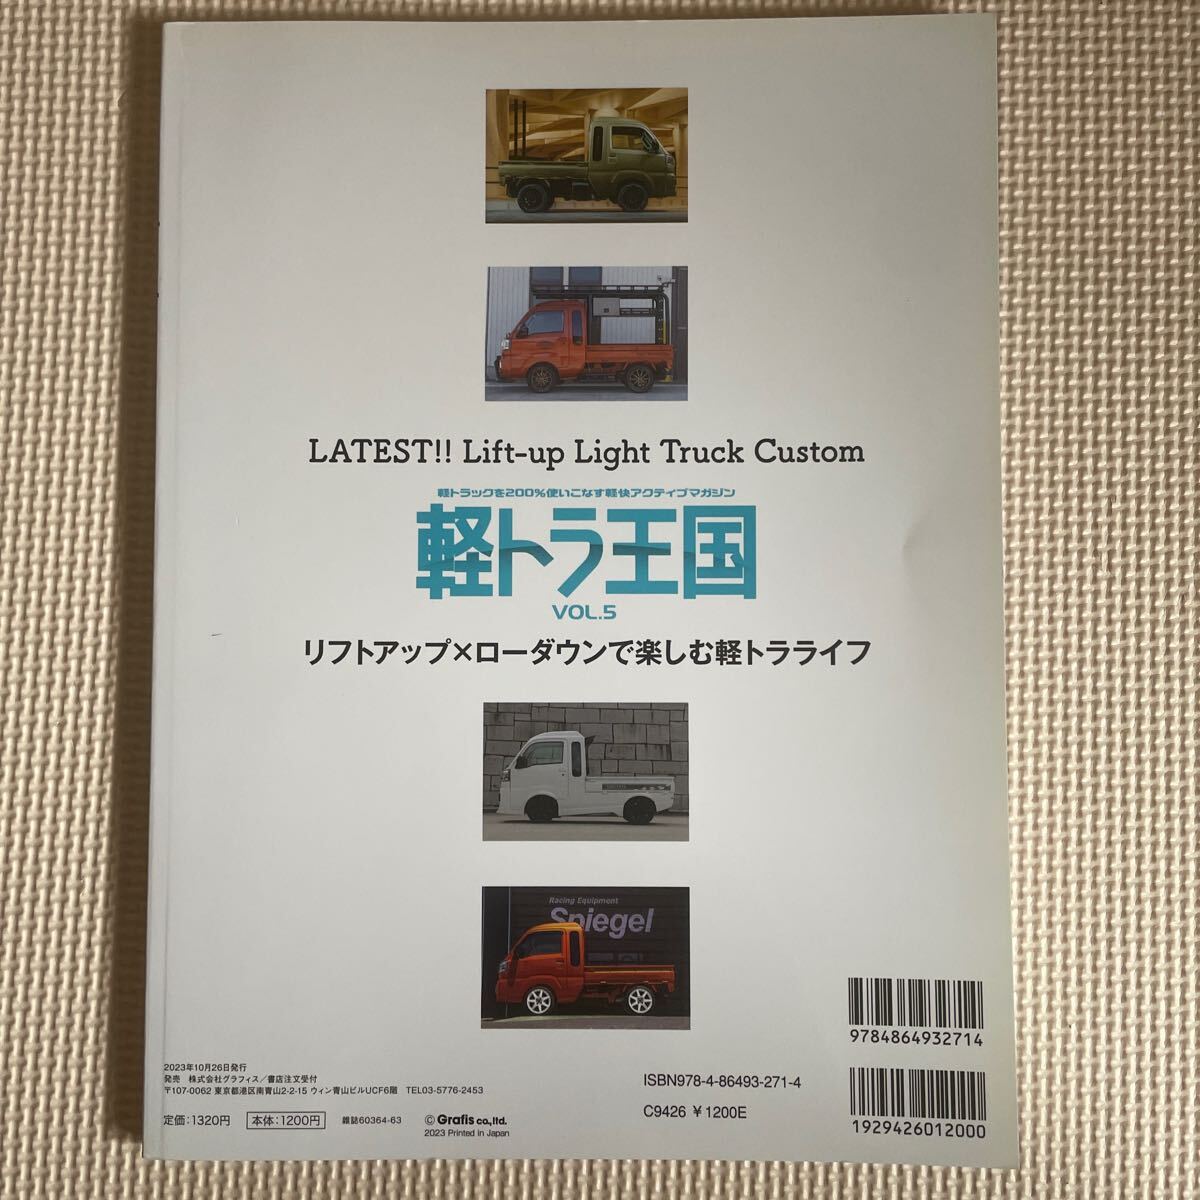 LATEST!! Lift-up Light Truck Custom
軽トラックを200%使いこなす軽快アクティブマガジン
軽トラ王国
VOL.5
リフトアップ×ローダウンで楽しむ軽トラライフ
Racing Equipment
Spiegel
9784864932714
2023年10月26日発行
発売 株式会社グラフィス/書店注文受付
〒107-0062 東京都港区南青山2-2-15 ウィン青山ビルUCF6階 TEL03-5776-2453
ISBN978-4-86493-271-4
C9426 ¥1200E
定価:1320円 本体:1200円 雑誌60364-63 © Grafis co.,ltd.
2023 Printed in Japan
1929426012000